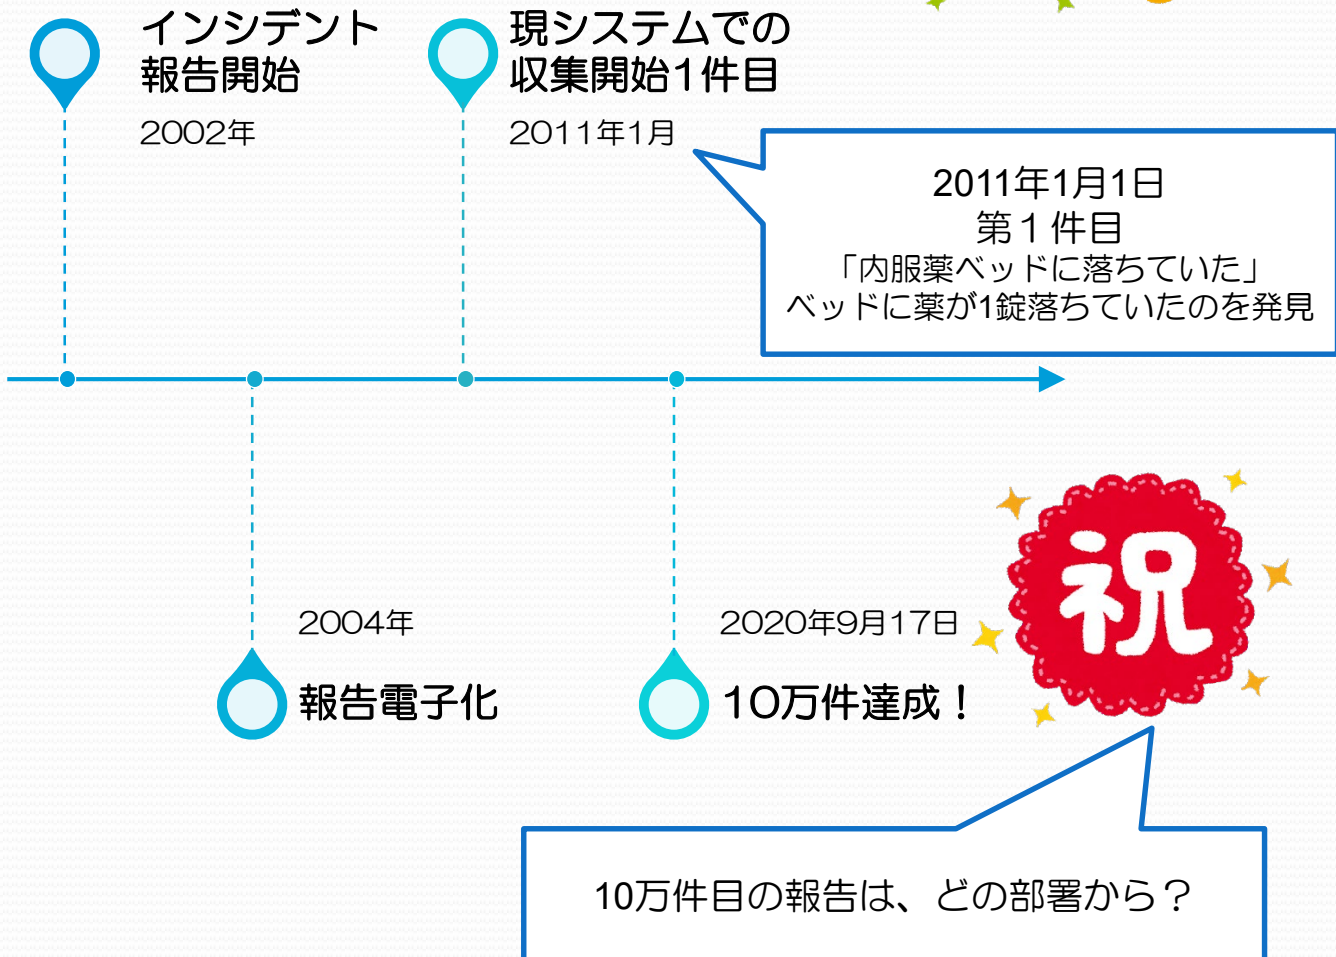 インシデント
報告開始
2002年
現システムでの
収集開始1件目
2011年1月
2011年1月1日
第１件目
「内服薬ベッドに落ちていた」
ベッドに薬が1錠落ちていたのを発見
2004年
報告電子化
2020年9月17日
10万件達成！
祝
10万件目の報告は、どの部署から？